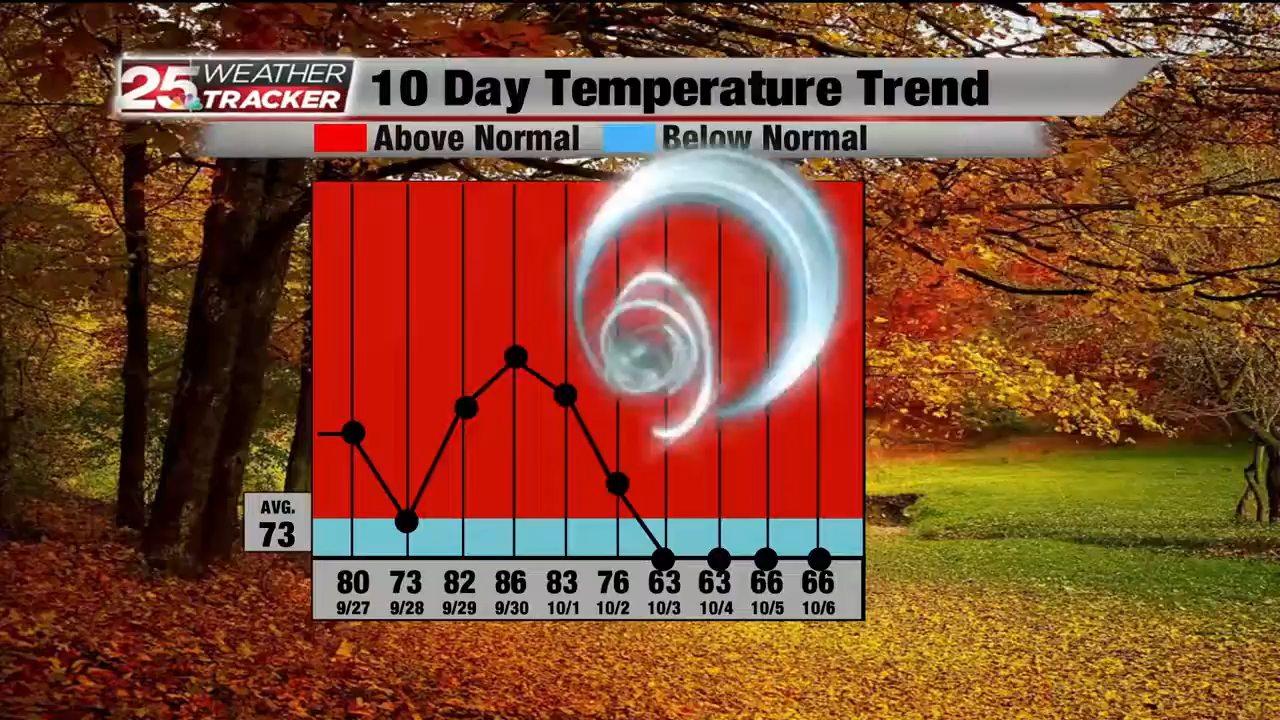 25 WEATHER TRACKER
10 Day Temperature Trend
Above Normal Below Normal
AVG.
73
80 73 82 86 83 76 63 63 66 66
9/27 9/28 9/29 9/30 10/1 10/2 10/3 10/4 10/5 10/6